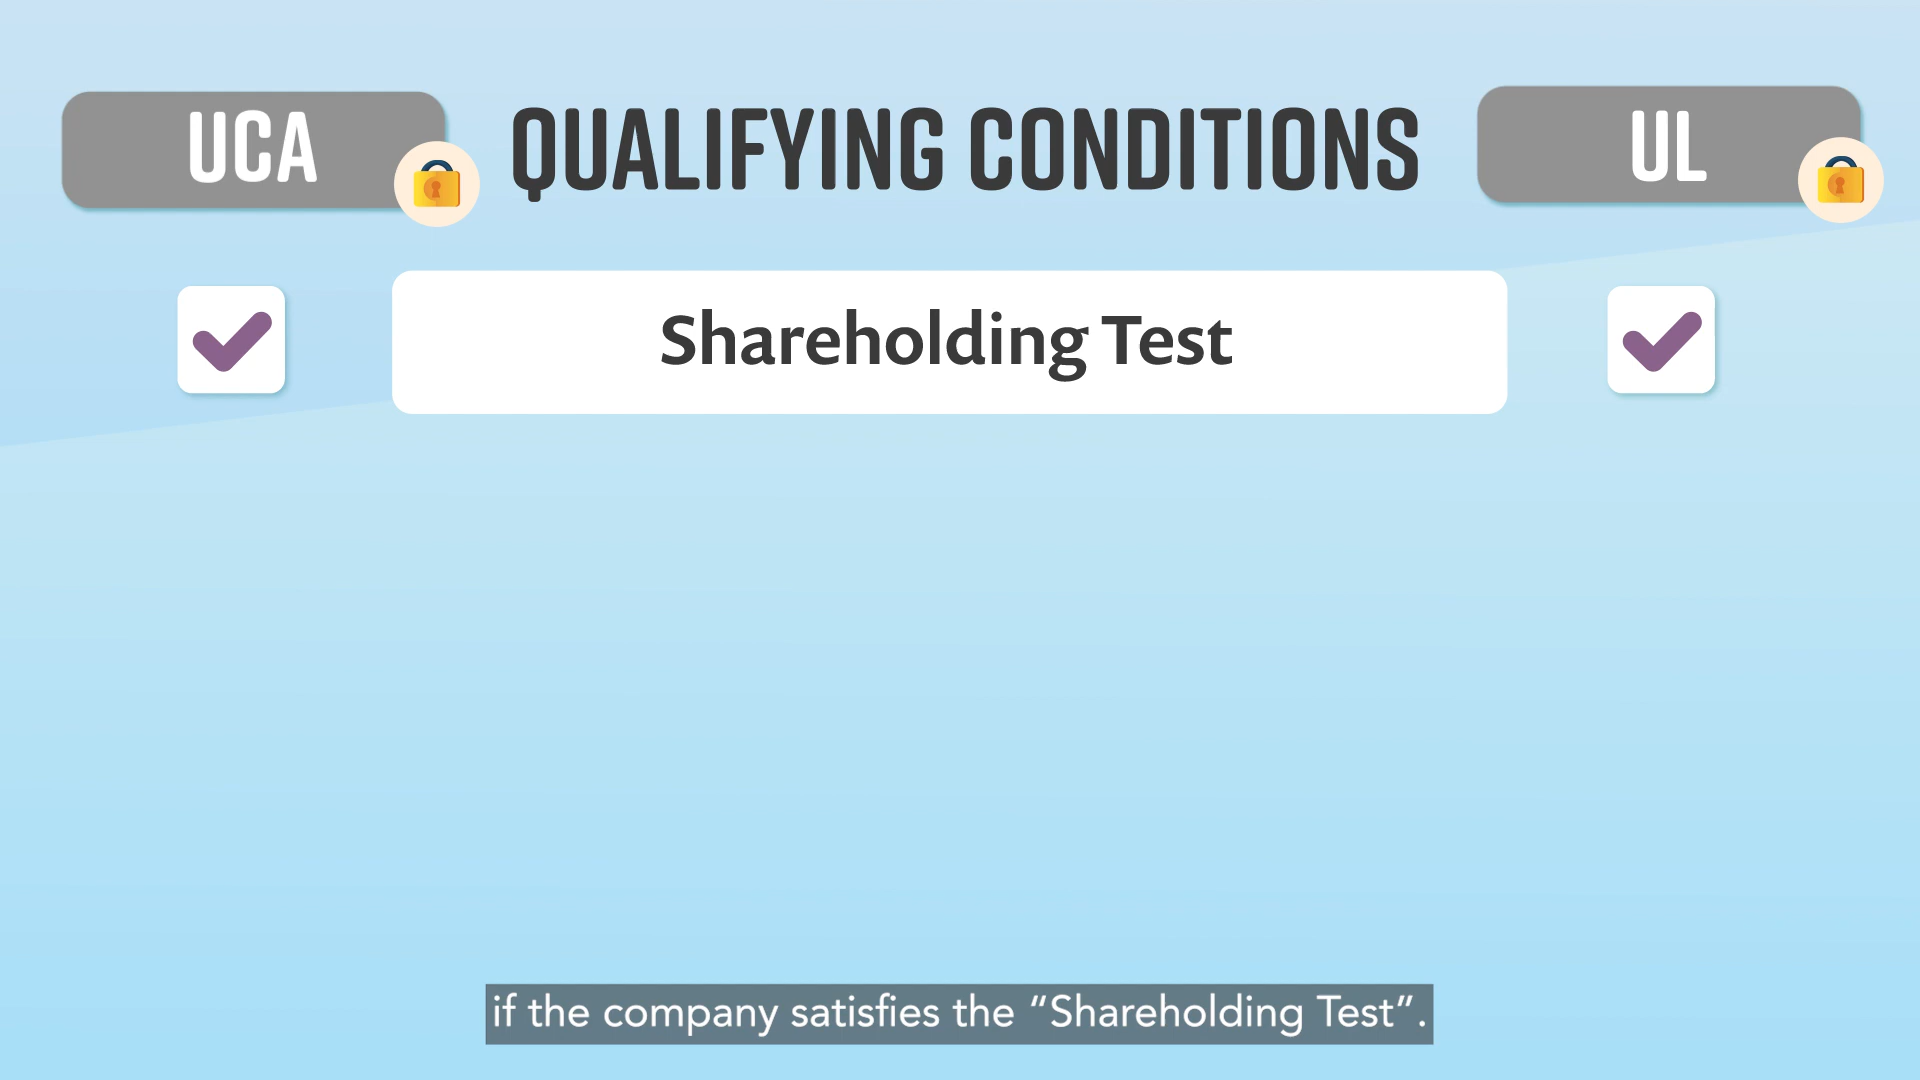 UCA
QUALIFYING CONDITIONS
UL
Shareholding Test
if the company satisfies the “Shareholding Test”.